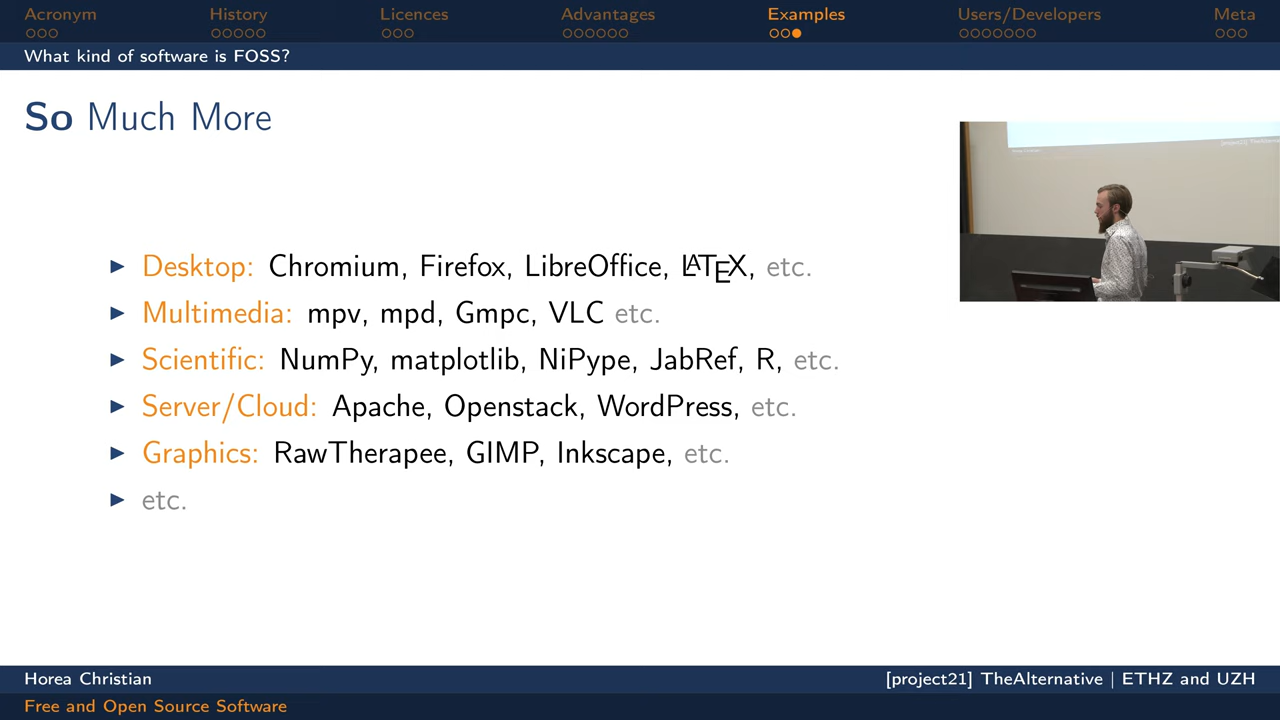 Acronym History Licences Advantages Examples Users/Developers Meta
What kind of software is FOSS?
So Much More
Desktop: Chromium, Firefox, LibreOffice, LATEX, etc.
Multimedia: mpv, mpd, Gmpc, VLC etc.
Scientific: NumPy, matplotlib, NiPype, JabRef, R, etc.
Server/Cloud: Apache, Openstack, WordPress, etc.
Graphics: RawTherapee, GIMP, Inkscape, etc.
etc.
Horea Christian [project21] TheAlternative | ETHZ and UZH
Free and Open Source Software